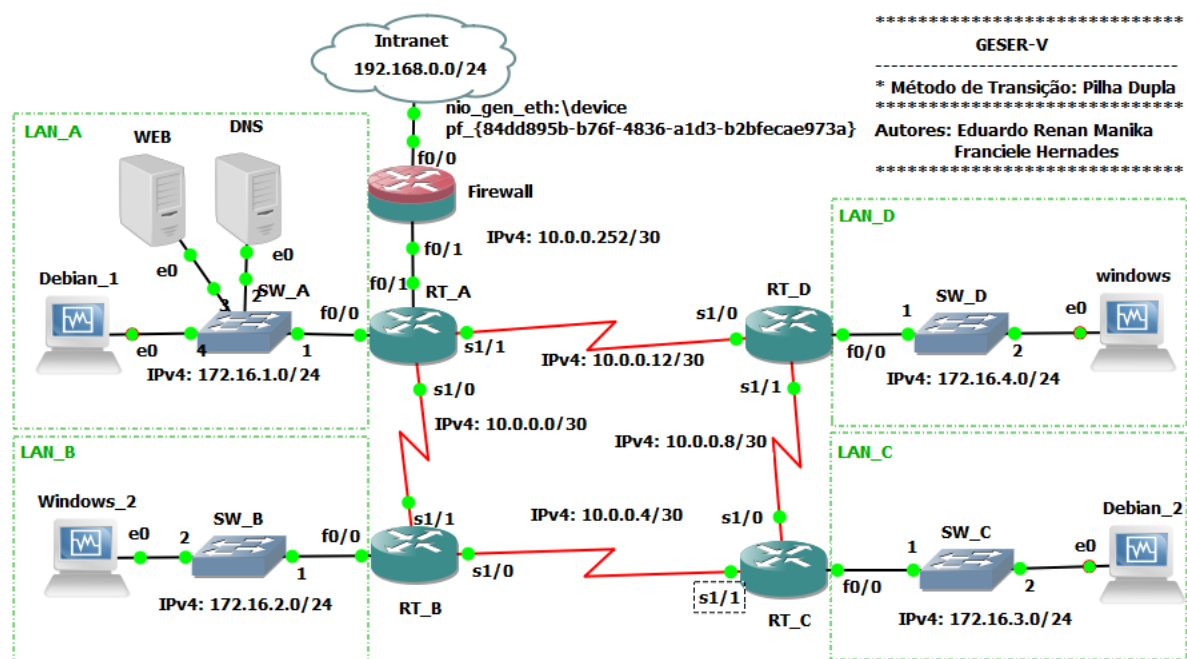 Intranet
192.168.0.0/24
*****************************
GESER-V
--------------------------------------
* Método de Transição: Pilha Dupla
*****************************
Autores: Eduardo Renan Manika
Franciele Hernades
*****************************
nio_gen_eth:\device
pf_{84dd895b-b76f-4836-a1d3-b2bfecae973a}
f0/0
Firewall
IPv4: 10.0.0.252/30
f0/1
f0/1
LAN_A
WEB
DNS
e0
e0
Debian_1
e0
SW_A
3
2
4
1
f0/0
IPv4: 172.16.1.0/24
RT_A
s1/1
s1/0
IPv4: 10.0.0.12/30
IPv4: 10.0.0.0/30
LAN_D
RT_D
s1/0
f0/0
s1/1
1
SW_D
2
e0
windows
IPv4: 172.16.4.0/24
IPv4: 10.0.0.8/30
LAN_B
Windows_2
e0
2
SW_B
1
f0/0
IPv4: 172.16.2.0/24
s1/1
s1/0
RT_B
IPv4: 10.0.0.4/30
LAN_C
s1/0
s1/1
RT_C
f0/0
1
SW_C
2
e0
Debian_2
IPv4: 172.16.3.0/24